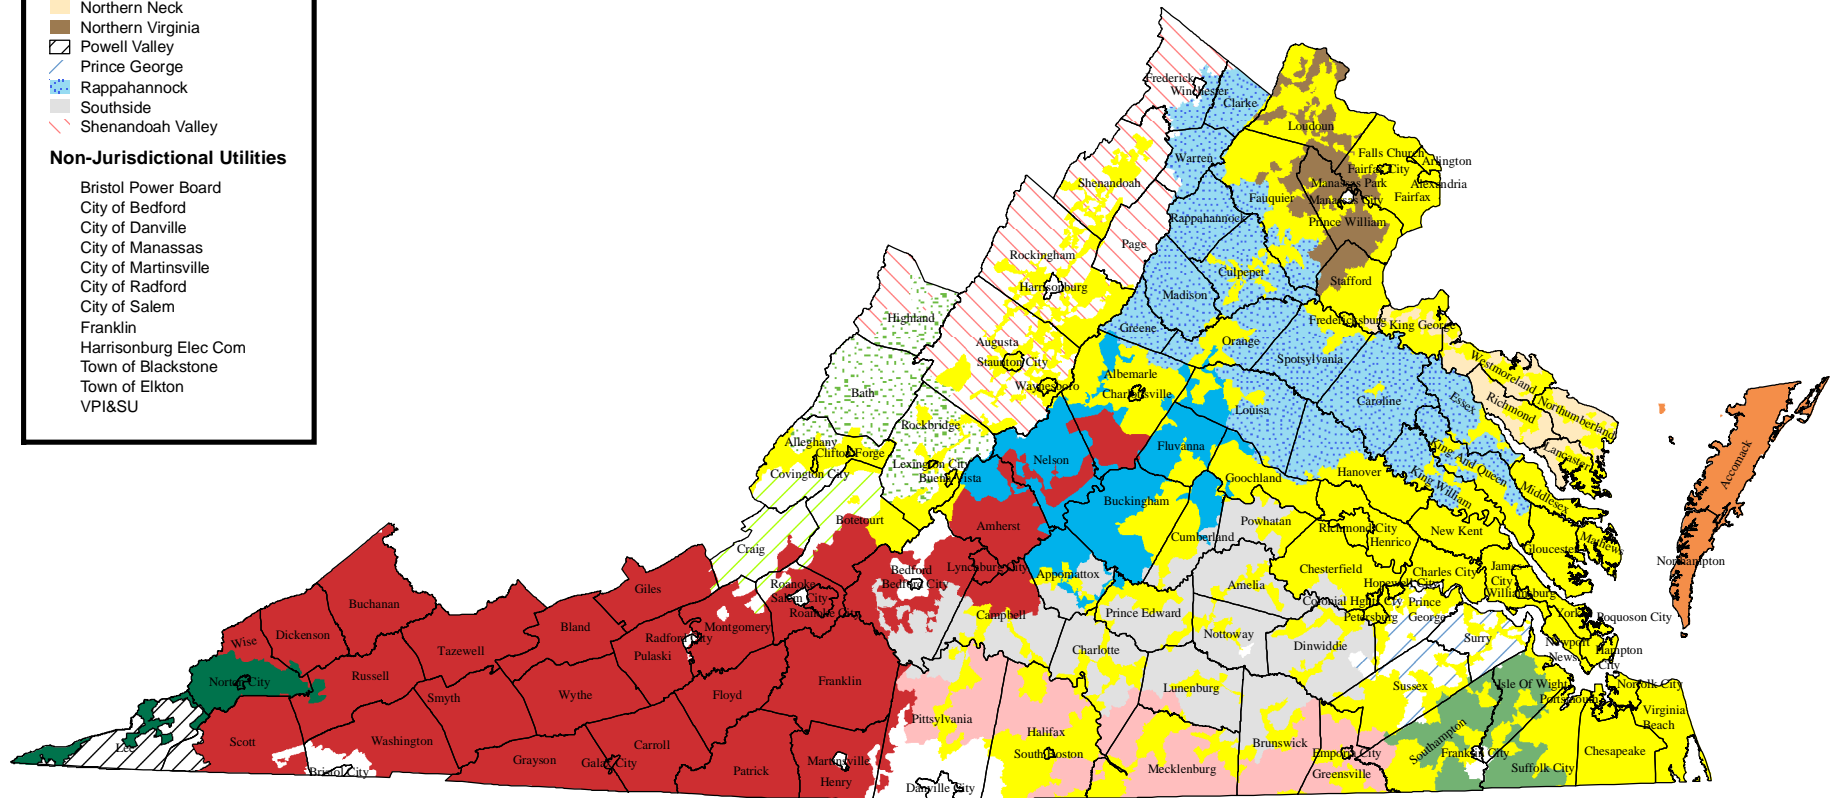 Northern Neck
Northern Virginia
Powell Valley
Prince George
Rappahannock
Southside
Shenandoah Valley
Non-Jurisdictional Utilities
Bristol Power Board
City of Bedford
City of Danville
City of Manassas
City of Martinsville
City of Radford
City of Salem
Franklin
Harrisonburg Elec Com
Town of Blackstone
Town of Elkton
VPI&SU
Frederick
Winchester
Clarke
Loudoun
Warren
Falls Church
Arlington
Fairfax City
Shenandoah
Manassas Park
Alexandria
Fauquier
Manassas City
Fairfax
Rappahannock
Prince William
Page
Rockingham
Culpeper
Stafford
Harrisonburg
Madison
Highland
Greene
Fredericksburg
King George
Augusta
Orange
Staunton City
Spotsylvania
Westmoreland
Albemarle
Waynesboro
Charlottesville
Bath
Caroline
Essex
Richmond
Northumberland
Louisa
Rockbridge
Alleghany
Clifton Forge
Nelson
Fluvanna
King And Queen
Lancaster
Lexington City
Covington City
Buena Vista
Goochland
Hanover
King William
Middlesex
Accomack
Buckingham
Botetourt
Amherst
Powhatan
Richmond City
New Kent
Cumberland
Henrico
Mathews
Craig
Gloucester
Northampton
Bedford
Lynchburg City
Appomattox
Chesterfield
Charles City
James
City
Roanoke
Bedford City
Amelia
Hopewell City
Williamsburg
Giles
Salem City
Colonial Hghts Cty
Prince
George
Buchanan
Roanoke City
Campbell
Prince Edward
Petersburg
York
Poquoson City
Bland
Montgomery
Nottoway
Dickenson
Wise
Radford City
Surry
Newport
News
Hampton
City
Tazewell
Pulaski
Charlotte
Dinwiddie
Russell
Norton City
Franklin
Lunenburg
Sussex
Isle Of Wight
Norfolk City
Smyth
Wythe
Floyd
Portsmouth
Pittsylvania
Virginia
Beach
Halifax
Southampton
Scott
Washington
Carroll
Brunswick
Lee
South Boston
Emporia City
Franklin City
Chesapeake
Grayson
Galax City
Martinsville
Bristol City
Patrick
Henry
Mecklenburg
Greensville
Suffolk City
Danville City